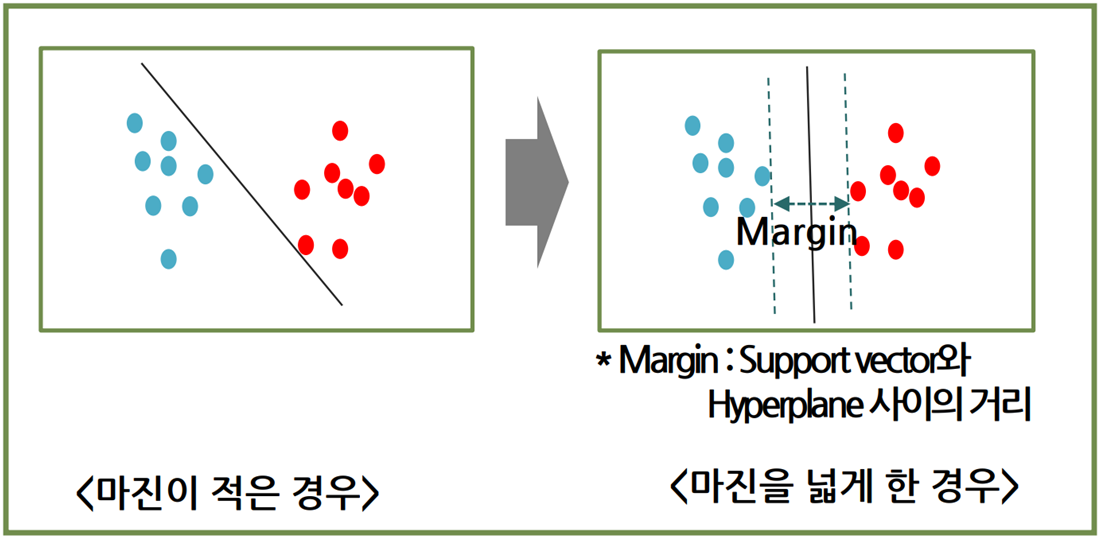 Margin
* Margin : Support vector와
Hyperplane 사이의 거리
<마진이 적은 경우>
<마진을 넓게 한 경우>